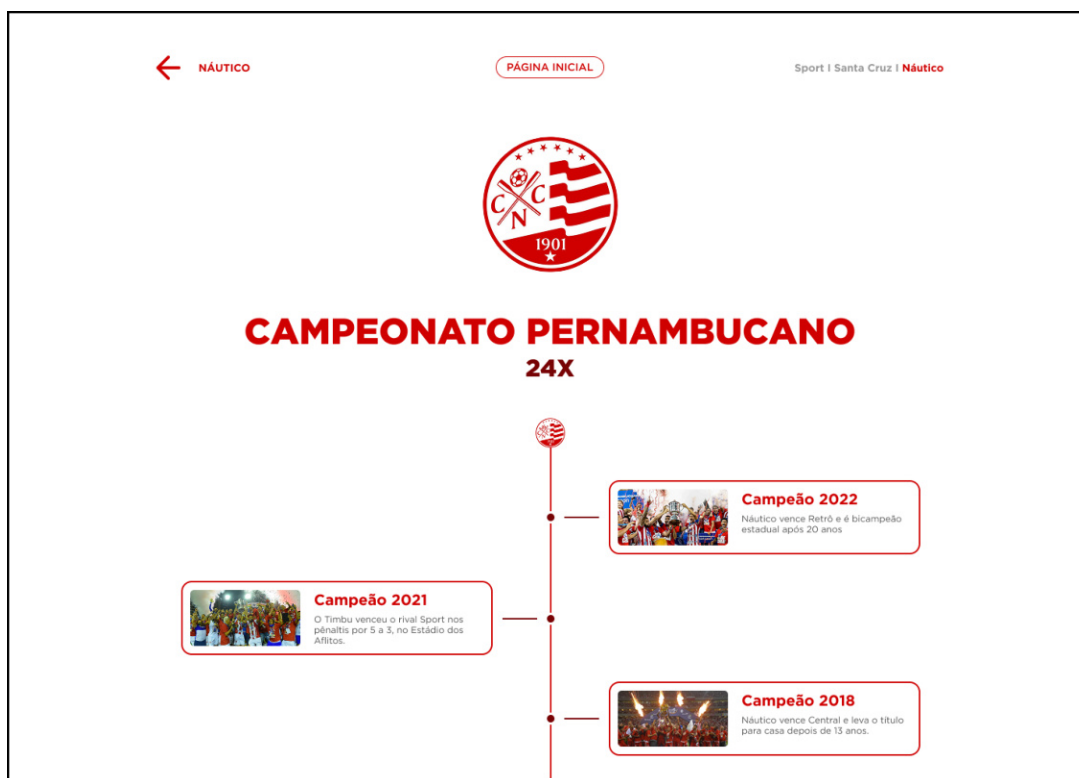 NÁUTICO
PÁGINA INICIAL
Sport I Santa Cruz I Náutico
C C
N
1901
CAMPEONATO PERNAMBUCANO
24X
Campeão 2022
Náutico vence Retrô e é bicampeão
estadual após 20 anos
Campeão 2021
O Timbu venceu o rival Sport nos
pênaltis por 5 a 3, no Estádio dos
Aflitos.
Campeão 2018
Náutico vence Central e leva o título
para casa depois de 13 anos.